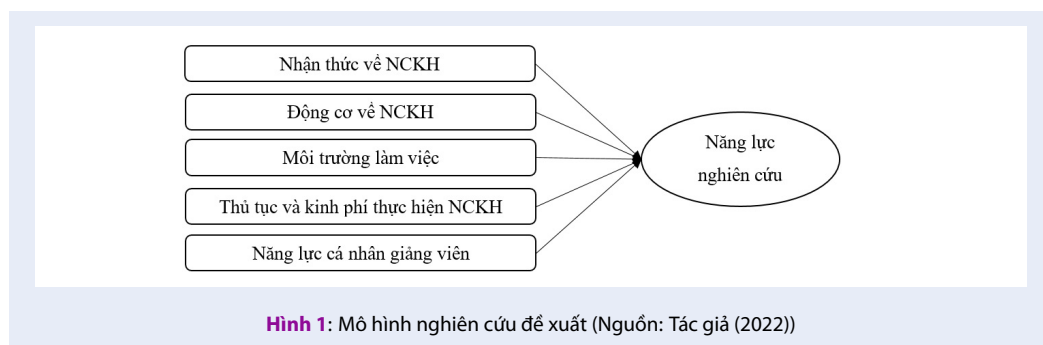 Nhận thức về NCKH
Động cơ về NCKH
Môi trường làm việc
Thủ tục và kinh phí thực hiện NCKH
Năng lực cá nhân giảng viên
Năng lực
nghiên cứu
Hình 1: Mô hình nghiên cứu đề xuất (Nguồn: Tác giả (2022))